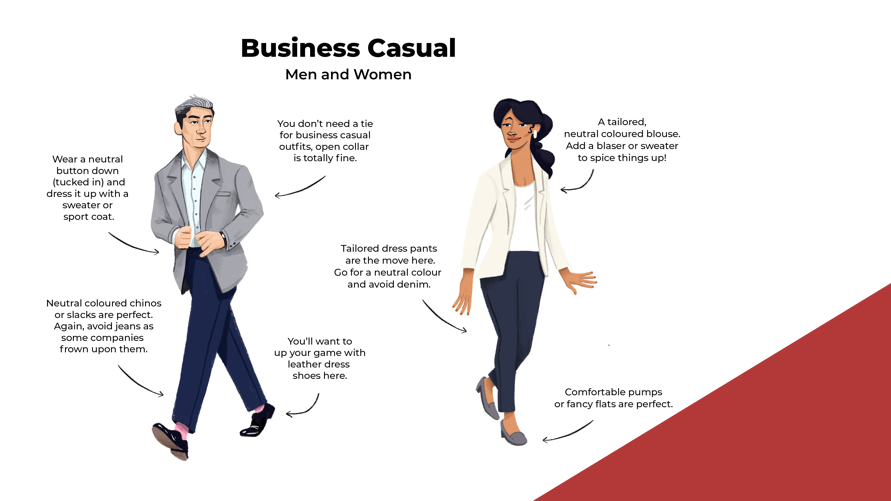 Business Casual
Men and Women
You don't need a tie
for business casual
outfits, open collar
is totally fine.
Wear a neutral
button down
(tucked in) and
dress it up with a
sweater or
sport coat.
Neutral coloured chinos
or slacks are perfect.
Again, avoid jeans as
some companies
frown upon them.
You'll want to
up your game with
leather dress
shoes here.
A tailored,
neutral coloured blouse.
Add a blaser or sweater
to spice things up!
Tailored dress pants
are the move here.
Go for a neutral colour
and avoid denim.
Comfortable pumps
or fancy flats are perfect.